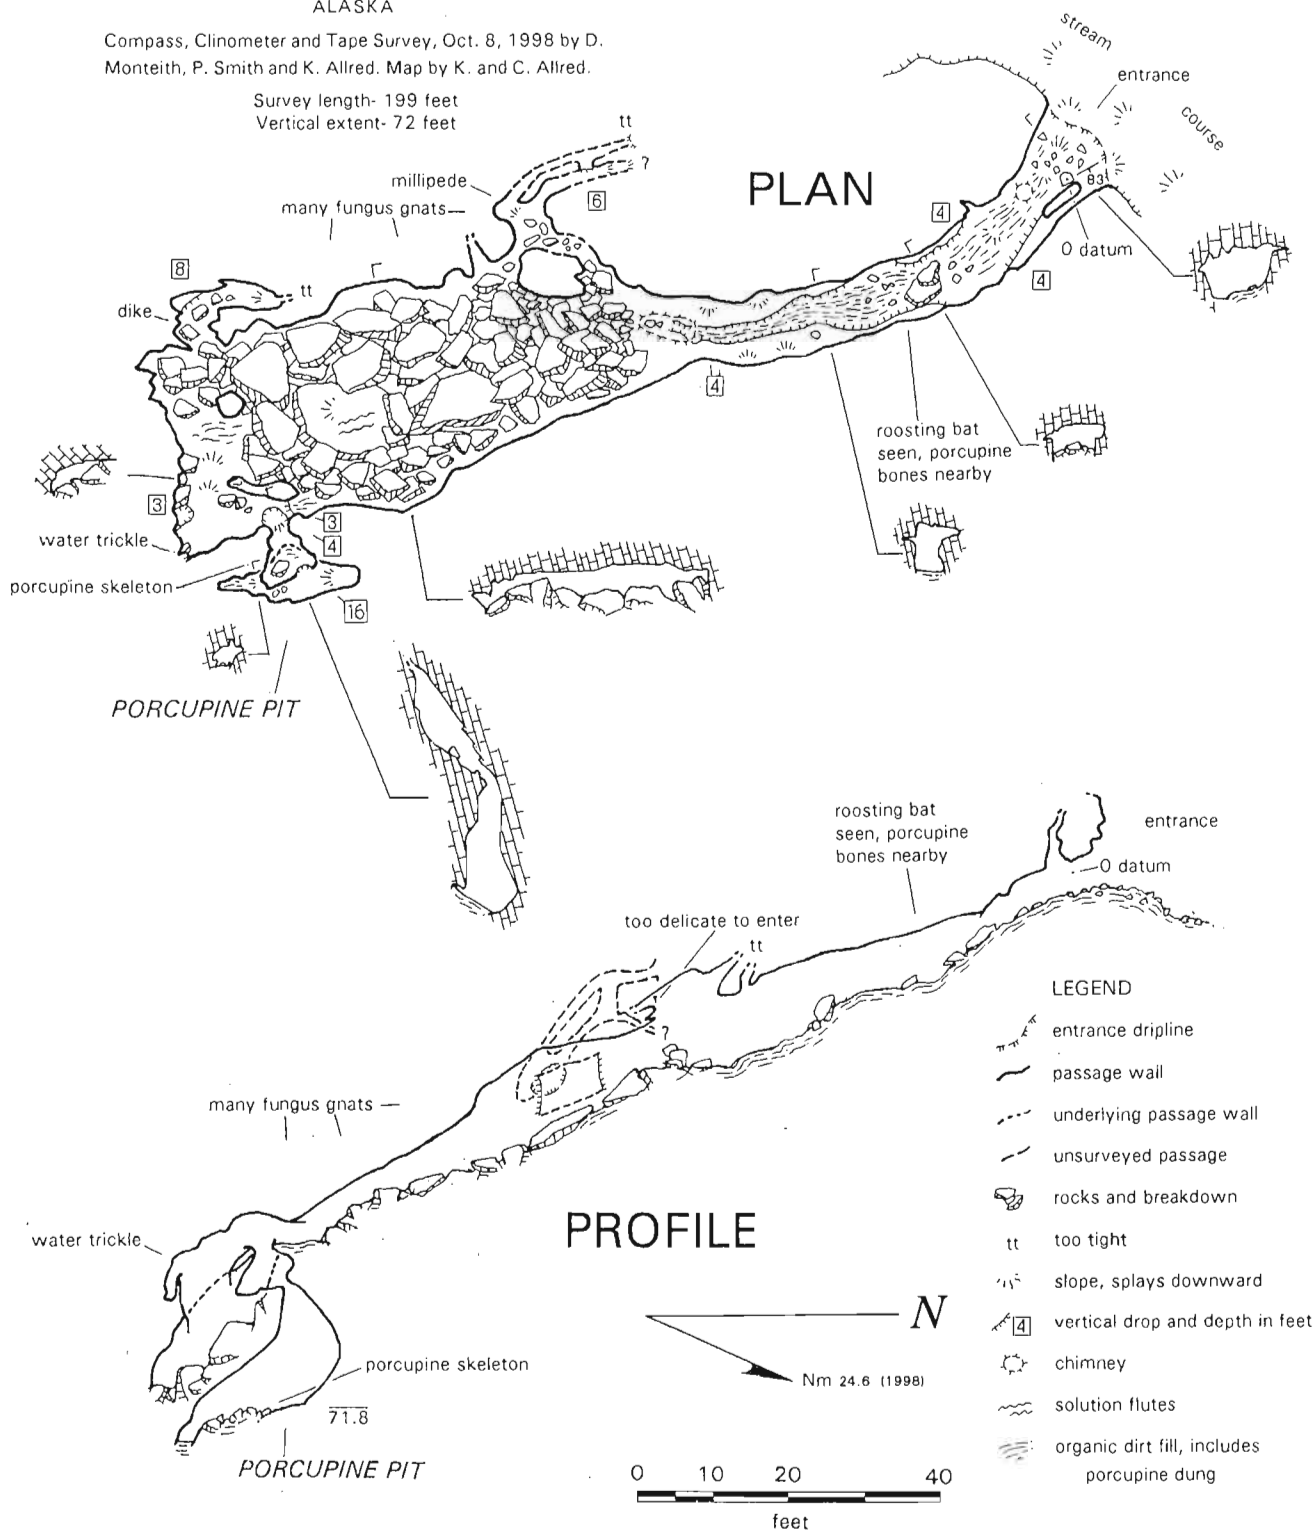 ALASKA
Compass, Clinometer and Tape Survey, Oct. 8, 1998 by D.
Monteith, P. Smith and K. Allred. Map by K. and C. Allred.
Survey length- 199 feet
Vertical extent- 72 feet
stream
entrance
course
tt
?
PLAN
millipede
6
83
many fungus gnats
4
0 datum
8
tt
4
dike
4
roosting bat
seen, porcupine
bones nearby
3
3
water trickle
4
porcupine skeleton
16
PORCUPINE PIT
roosting bat
seen, porcupine
bones nearby
entrance
0 datum
too delicate to enter
tt
?
many fungus gnats
water trickle
PROFILE
N
Nm 24.6 (1998)
porcupine skeleton
71.8
PORCUPINE PIT
0 10 20 40
feet
LEGEND
entrance dripline
passage wall
underlying passage wall
unsurveyed passage
rocks and breakdown
tt too tight
slope, splays downward
4 vertical drop and depth in feet
chimney
solution flutes
organic dirt fill, includes
porcupine dung